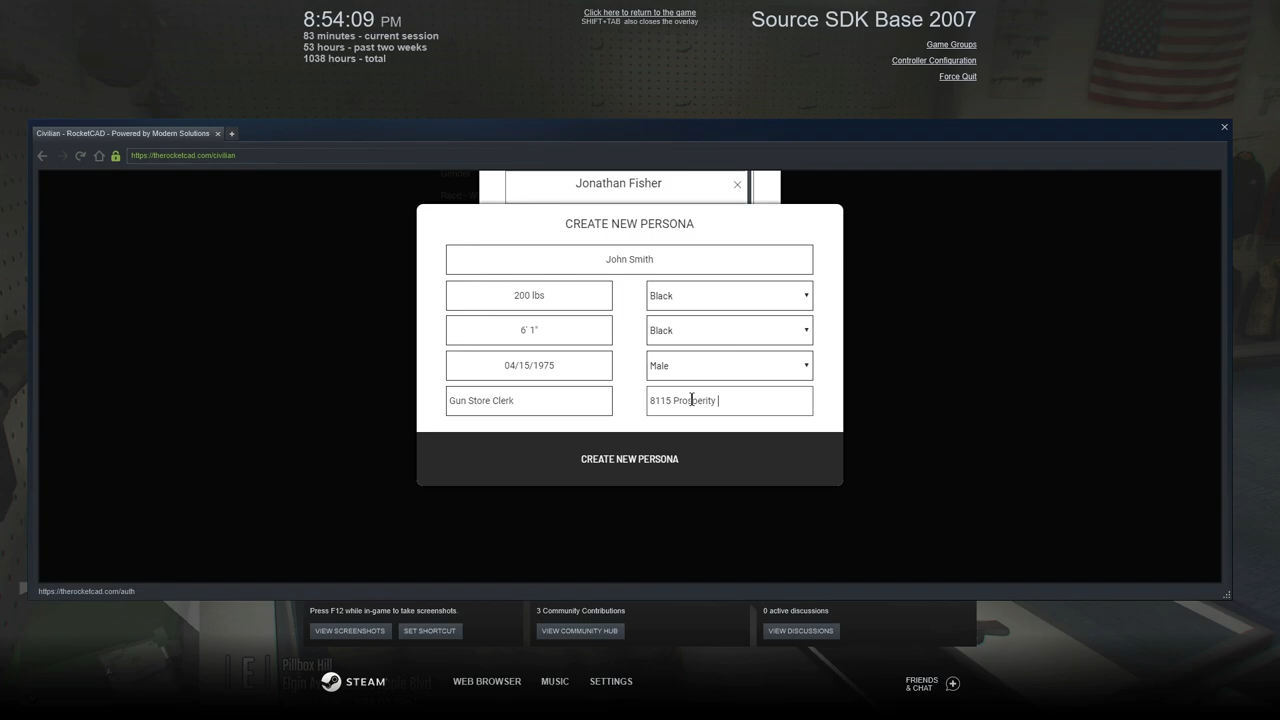 8:54:09 PM
83 minutes - current session
53 hours - past two weeks
1038 hours - total
Click here to return to the game
SHIFT+TAB also closes the overlay
Source SDK Base 2007
Game Groups
Controller Configuration
Force Quit
Civilian - RocketCAD - Powered by Modern Solutions
https://therocketcad.com/civilian
Gender
Race
Jonathan Fisher
CREATE NEW PERSONA
John Smith
200 lbs
Black
6' 1"
Black
04/15/1975
Male
Gun Store Clerk
8115 Prosperity
CREATE NEW PERSONA
https://therocketcad.com/auth
Press F12 while in-game to take screenshots.
VIEW SCREENSHOTS
SET SHORTCUT
3 Community Contributions
VIEW COMMUNITY HUB
0 active discussions
VIEW DISCUSSIONS
E
Pillbox Hill
STEAM
WEB BROWSER
MUSIC
SETTINGS
FRIENDS
& CHAT